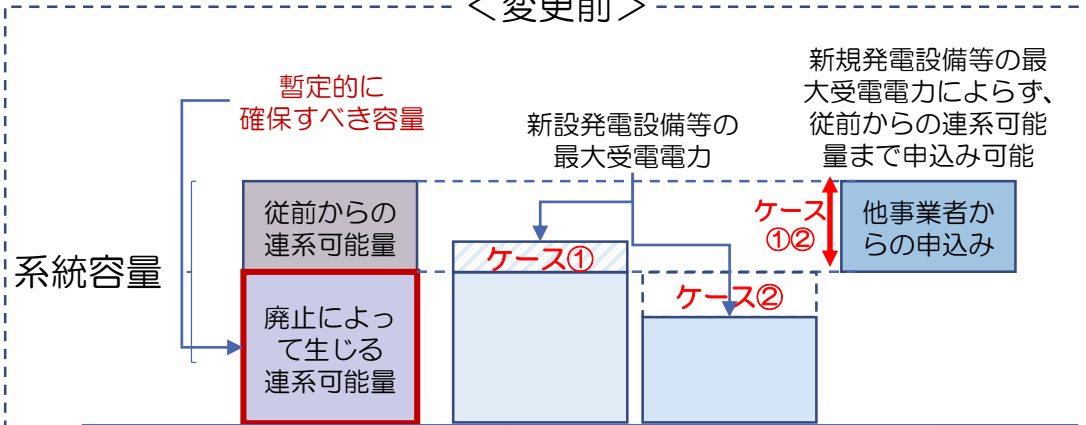 ＜変更前＞
暫定的に
確保すべき容量
新設発電設備等の
最大受電電力
新規発電設備等の最
大受電電力によらず、
従前からの連系可能
量まで申込み可能
系統容量
従前からの
連系可能量
廃止によっ
て生じる
連系可能量
ケース①
ケース②
ケース
①②
他事業者か
らの申込み